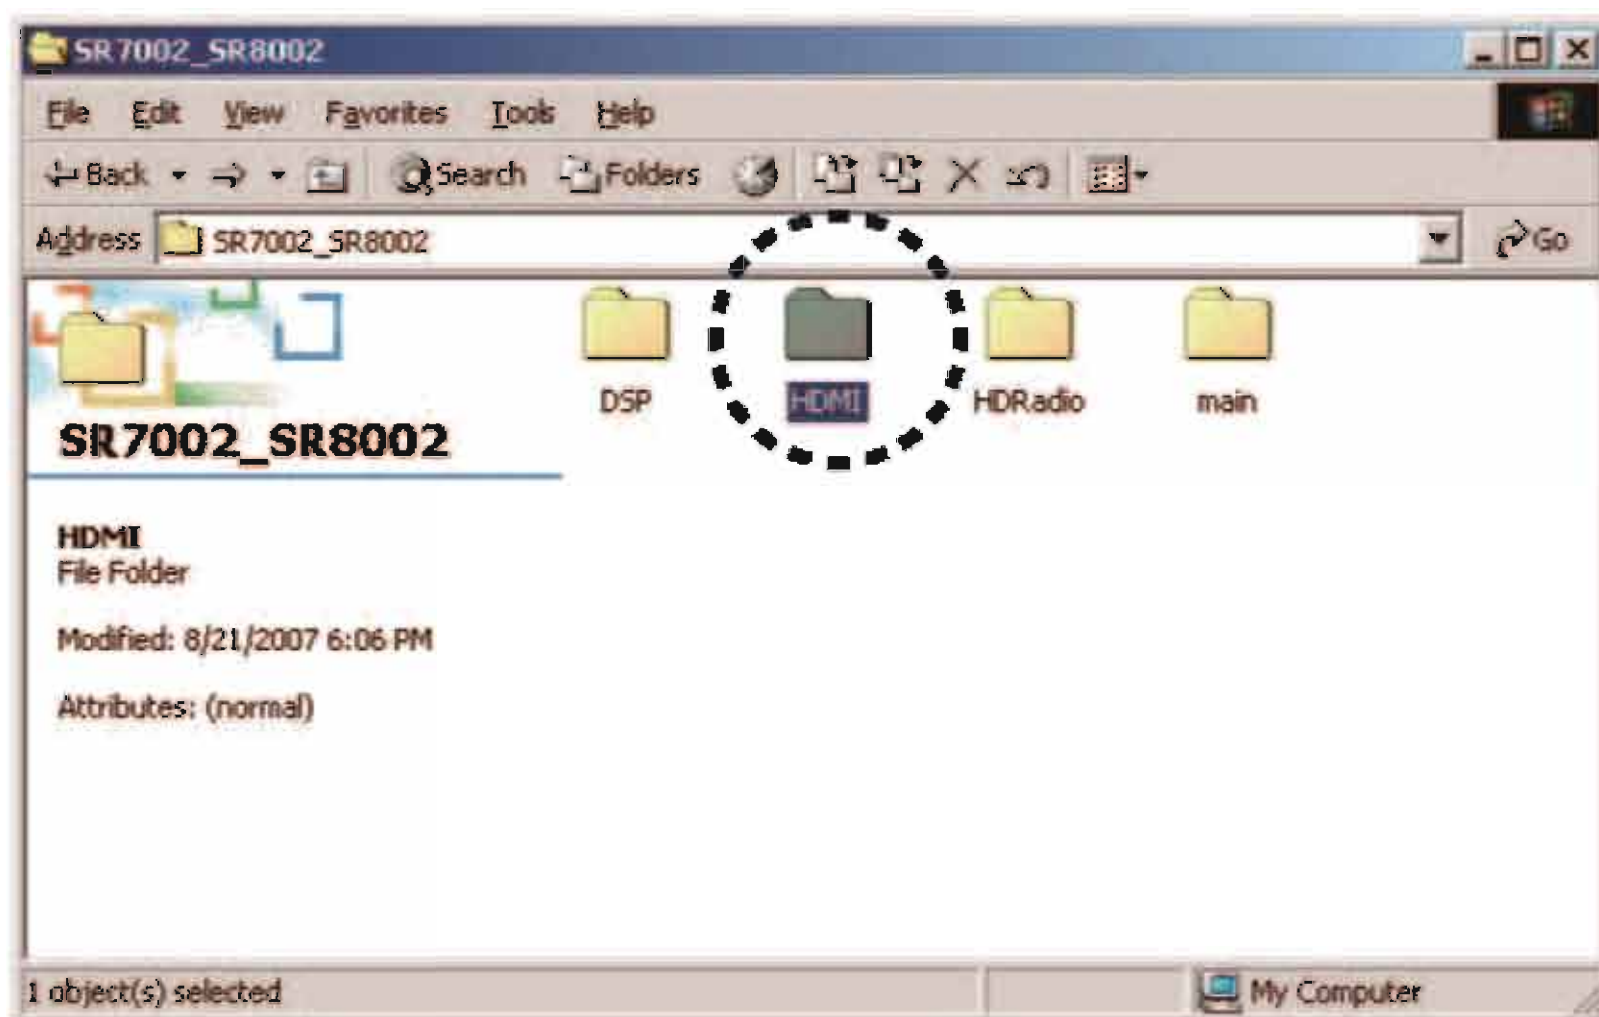 SR7002_SR8002
File Edit View Favorites Tools Help
Back Search Folders
Address SR7002_SR8002 Go
DSP HDMI HDRadio main
SR7002_SR8002
HDMI
File Folder
Modified: 8/21/2007 6:06 PM
Attributes: (normal)
1 object(s) selected My Computer